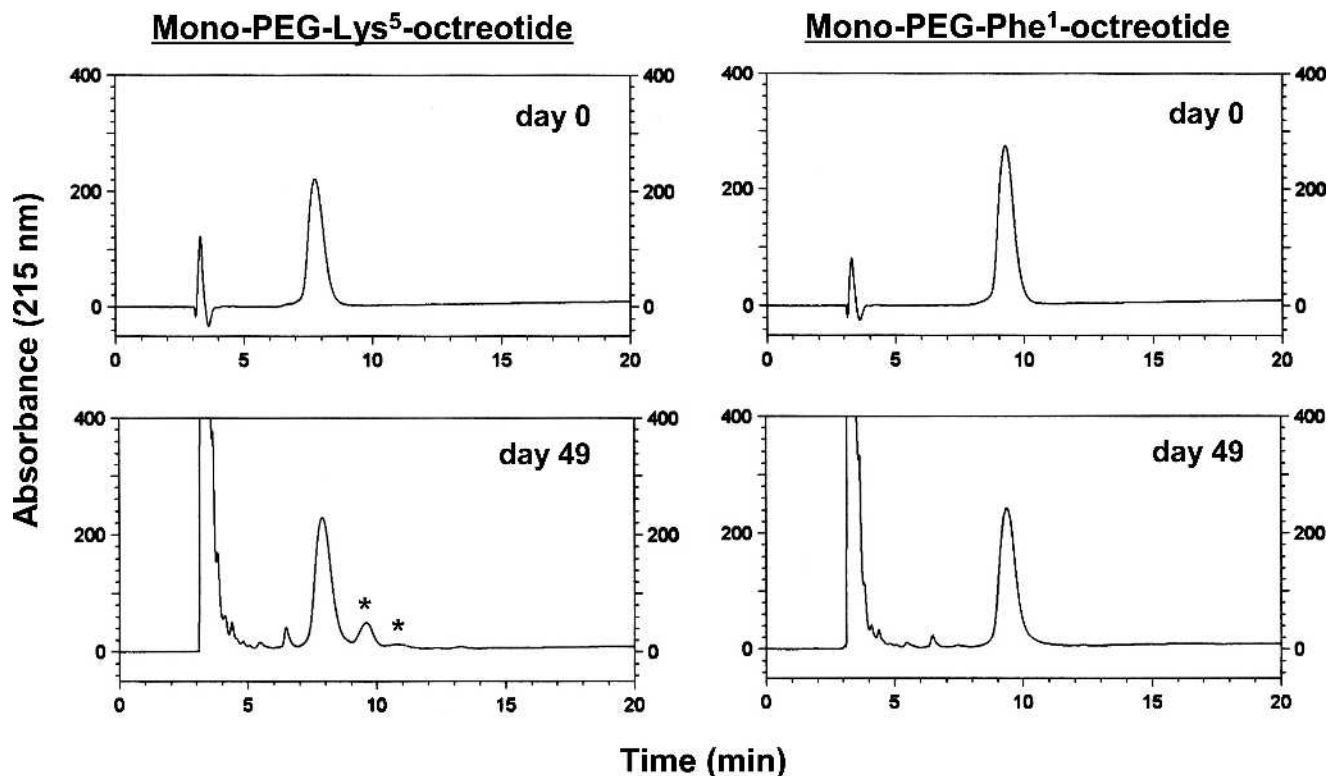 Mono-PEG-Lys⁵-octreotide
Mono-PEG-Phe¹-octreotide
400 400
day 0
200 200
0 0
0 5 10 15 20
400 400
day 0
200 200
0 0
0 5 10 15 20
400 400
day 49
200 200
* *
0 0
0 5 10 15 20
400 400
day 49
200 200
0 0
0 5 10 15 20
Absorbance (215 nm)
Time (min)